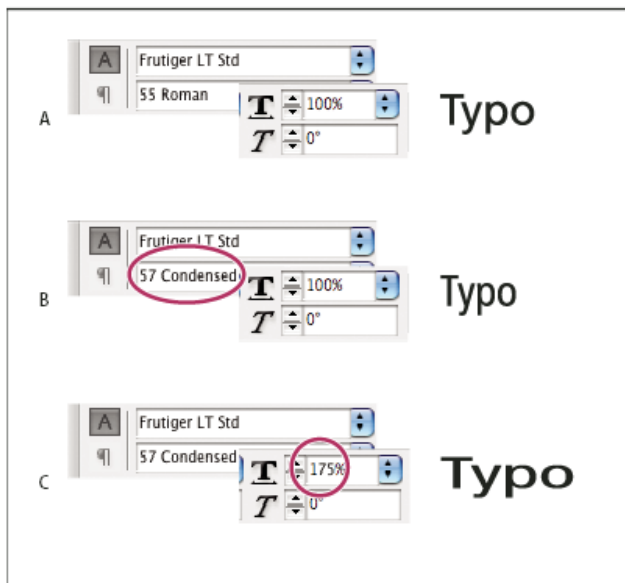 A
Frutiger LT Std
55 Roman
T 100%
T 0°
Typo
B
Frutiger LT Std
57 Condensed
T 100%
T 0°
Typo
C
Frutiger LT Std
57 Condensed
T 175%
T 0°
Typo